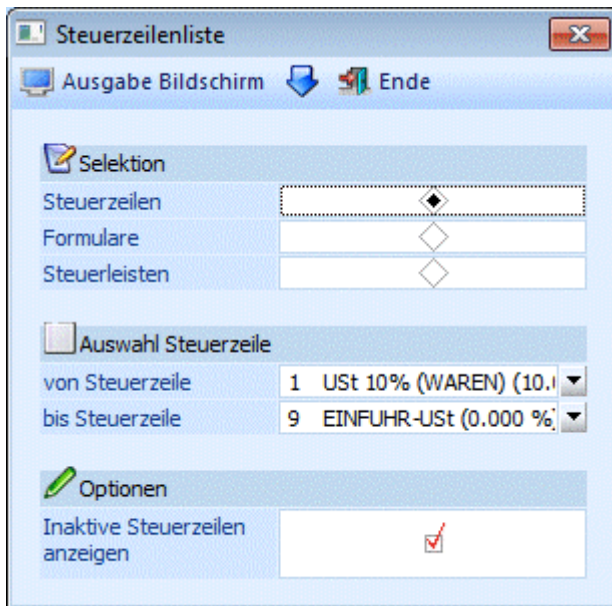 Steuerzeilenliste
Ausgabe Bildschirm Ende
Selektion
Steuerzeilen
Formulare
Steuerleisten
Auswahl Steuerzeile
von Steuerzeile 1 USt 10% (WAREN) (10.
bis Steuerzeile 9 EINFUHR-USt (0.000 %)
Optionen
Inaktive Steuerzeilen
anzeigen